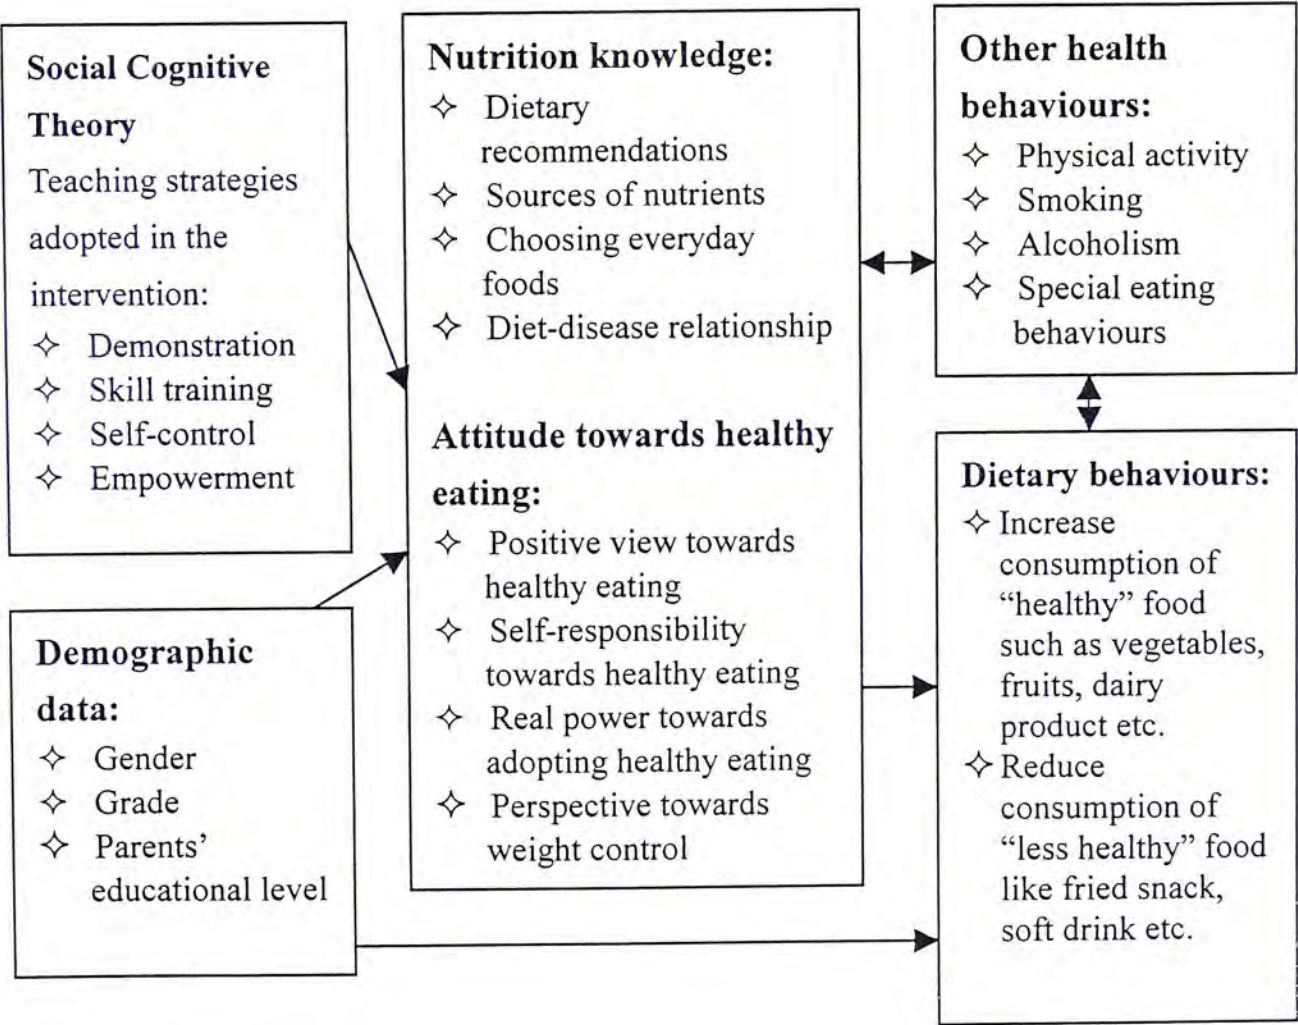 Social Cognitive
Theory
Teaching strategies
adopted in the
intervention:
✧ Demonstration
✧ Skill training
✧ Self-control
✧ Empowerment
Demographic
data:
✧ Gender
✧ Grade
✧ Parents’
educational level
Nutrition knowledge:
✧ Dietary
recommendations
✧ Sources of nutrients
✧ Choosing everyday
foods
✧ Diet-disease relationship
Attitude towards healthy
eating:
✧ Positive view towards
healthy eating
✧ Self-responsibility
towards healthy eating
✧ Real power towards
adopting healthy eating
✧ Perspective towards
weight control
Other health
behaviours:
✧ Physical activity
✧ Smoking
✧ Alcoholism
✧ Special eating
behaviours
Dietary behaviours:
✧ Increase
consumption of
“healthy” food
such as vegetables,
fruits, dairy
product etc.
✧ Reduce
consumption of
“less healthy” food
like fried snack,
soft drink etc.